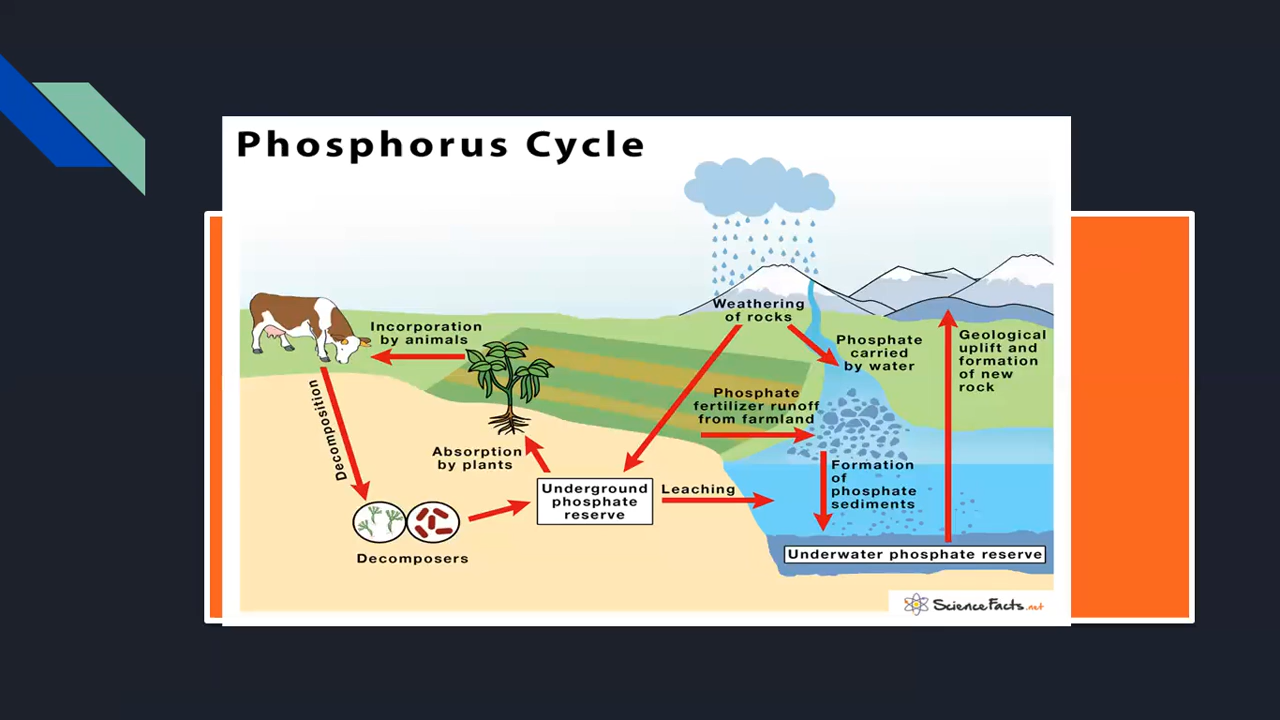 Phosphorus Cycle
Weathering
of rocks
Incorporation
by animals
Phosphate
carried
by water
Geological
uplift and
formation
of new
rock
Decomposition
Phosphate
fertilizer runoff
from farmland
Absorption
by plants
Underground
phosphate
reserve
Leaching
Formation
of
phosphate
sediments
Decomposers
Underwater phosphate reserve
ScienceFacts.net